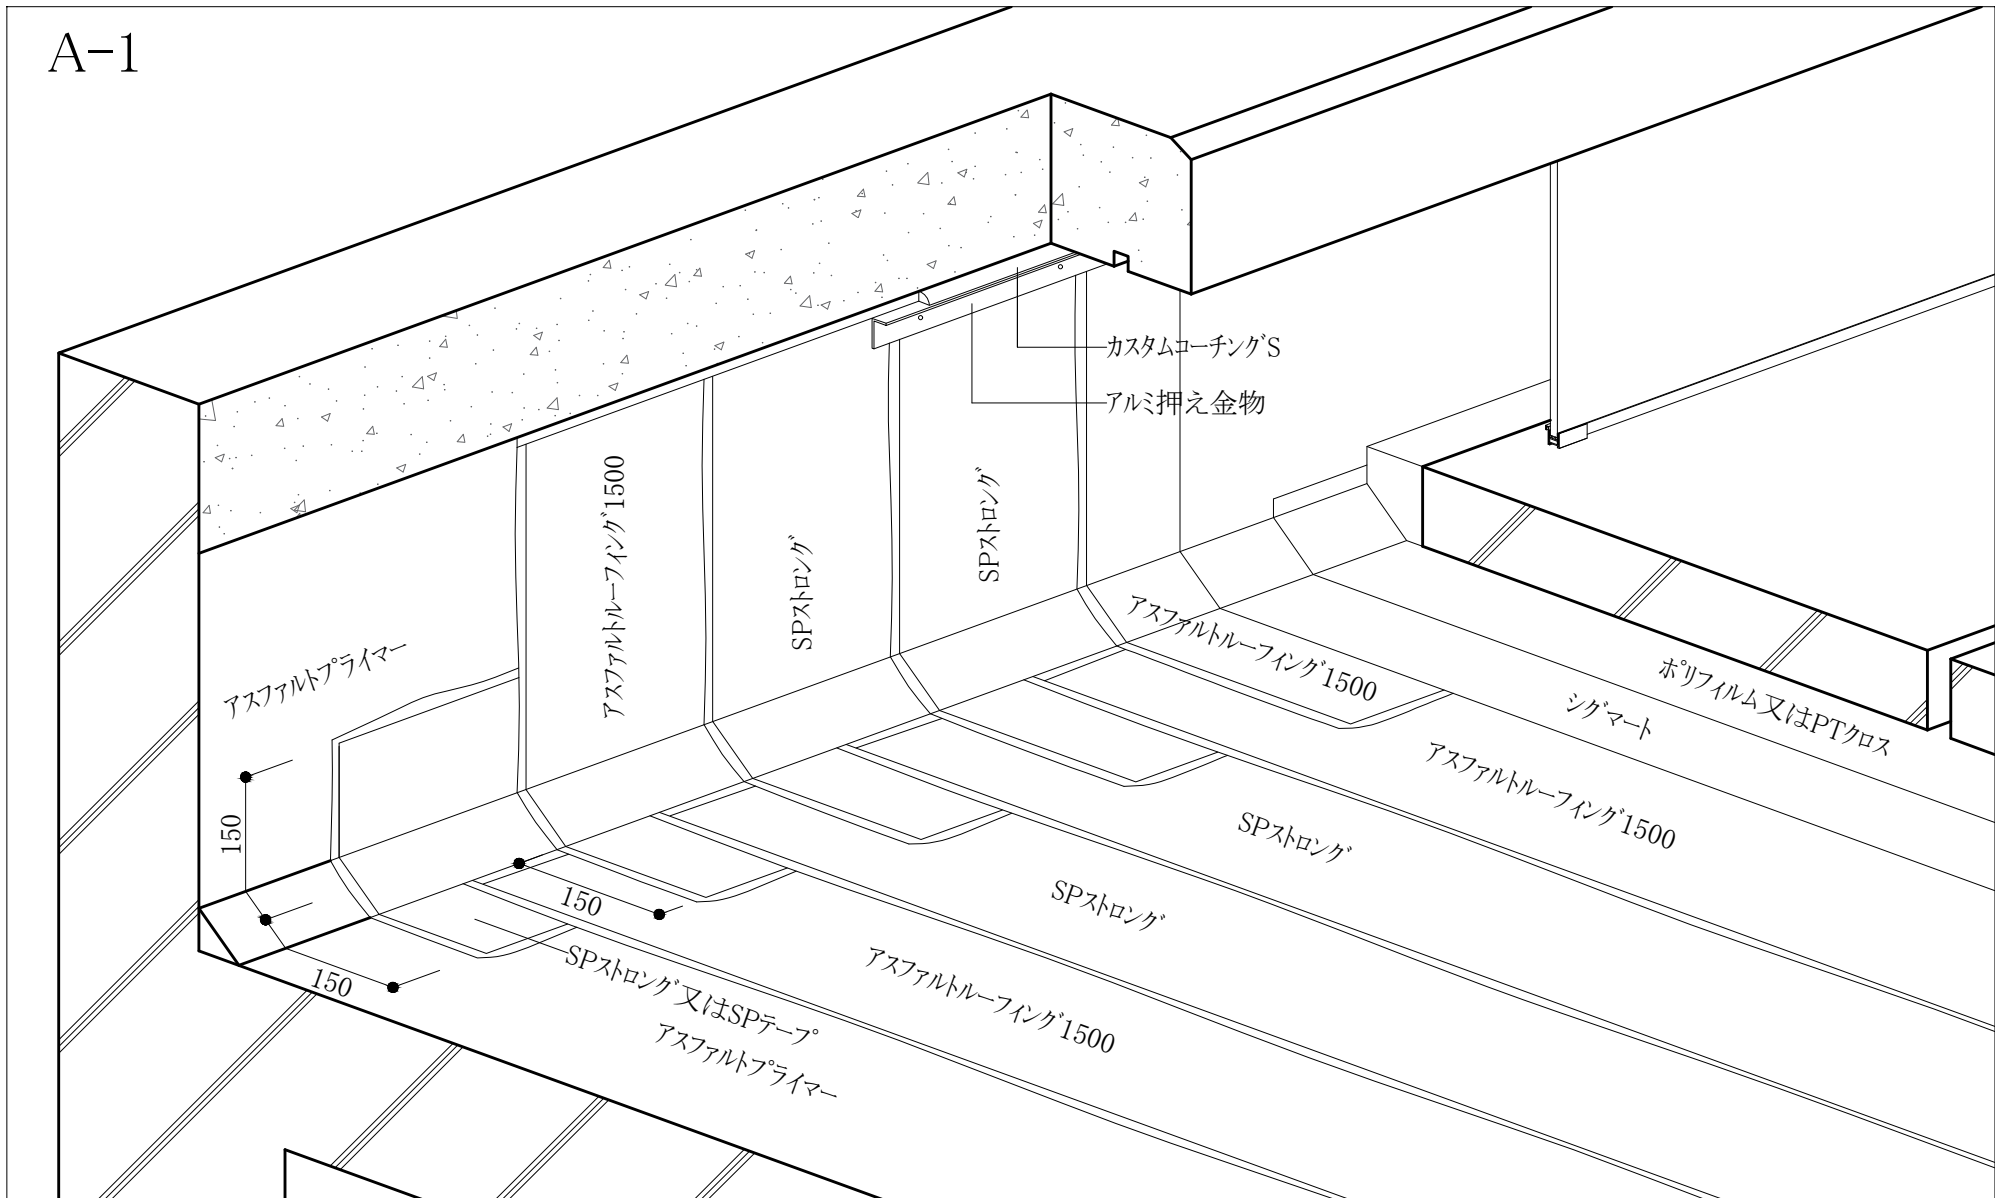 A-1
カスタムコーチングS
アルミ押え金物
アスファルトルーフィング1500
SPストロング
SPストロング
アスファルトプライマー
150
150
150
アスファルトルーフィング1500
ポリフィルム又はPTクロス
シグマート
アスファルトルーフィング1500
SPストロング
SPストロング
アスファルトルーフィング1500
SPストロング又はSPテープ
アスファルトプライマー